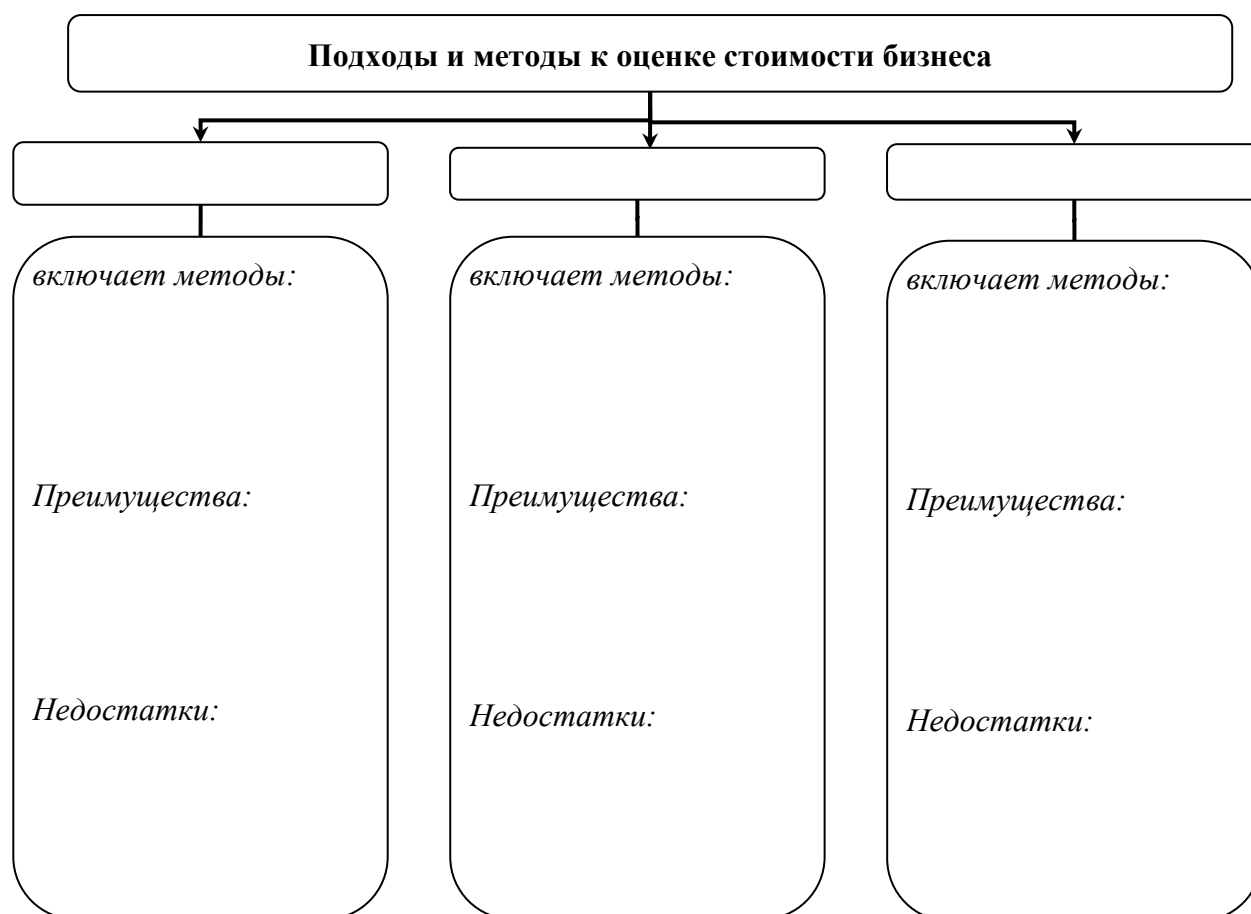 Подходы и методы к оценке стоимости бизнеса
включает методы:
Преимущества:
Недостатки:
включает методы:
Преимущества:
Недостатки:
включает методы:
Преимущества:
Недостатки: